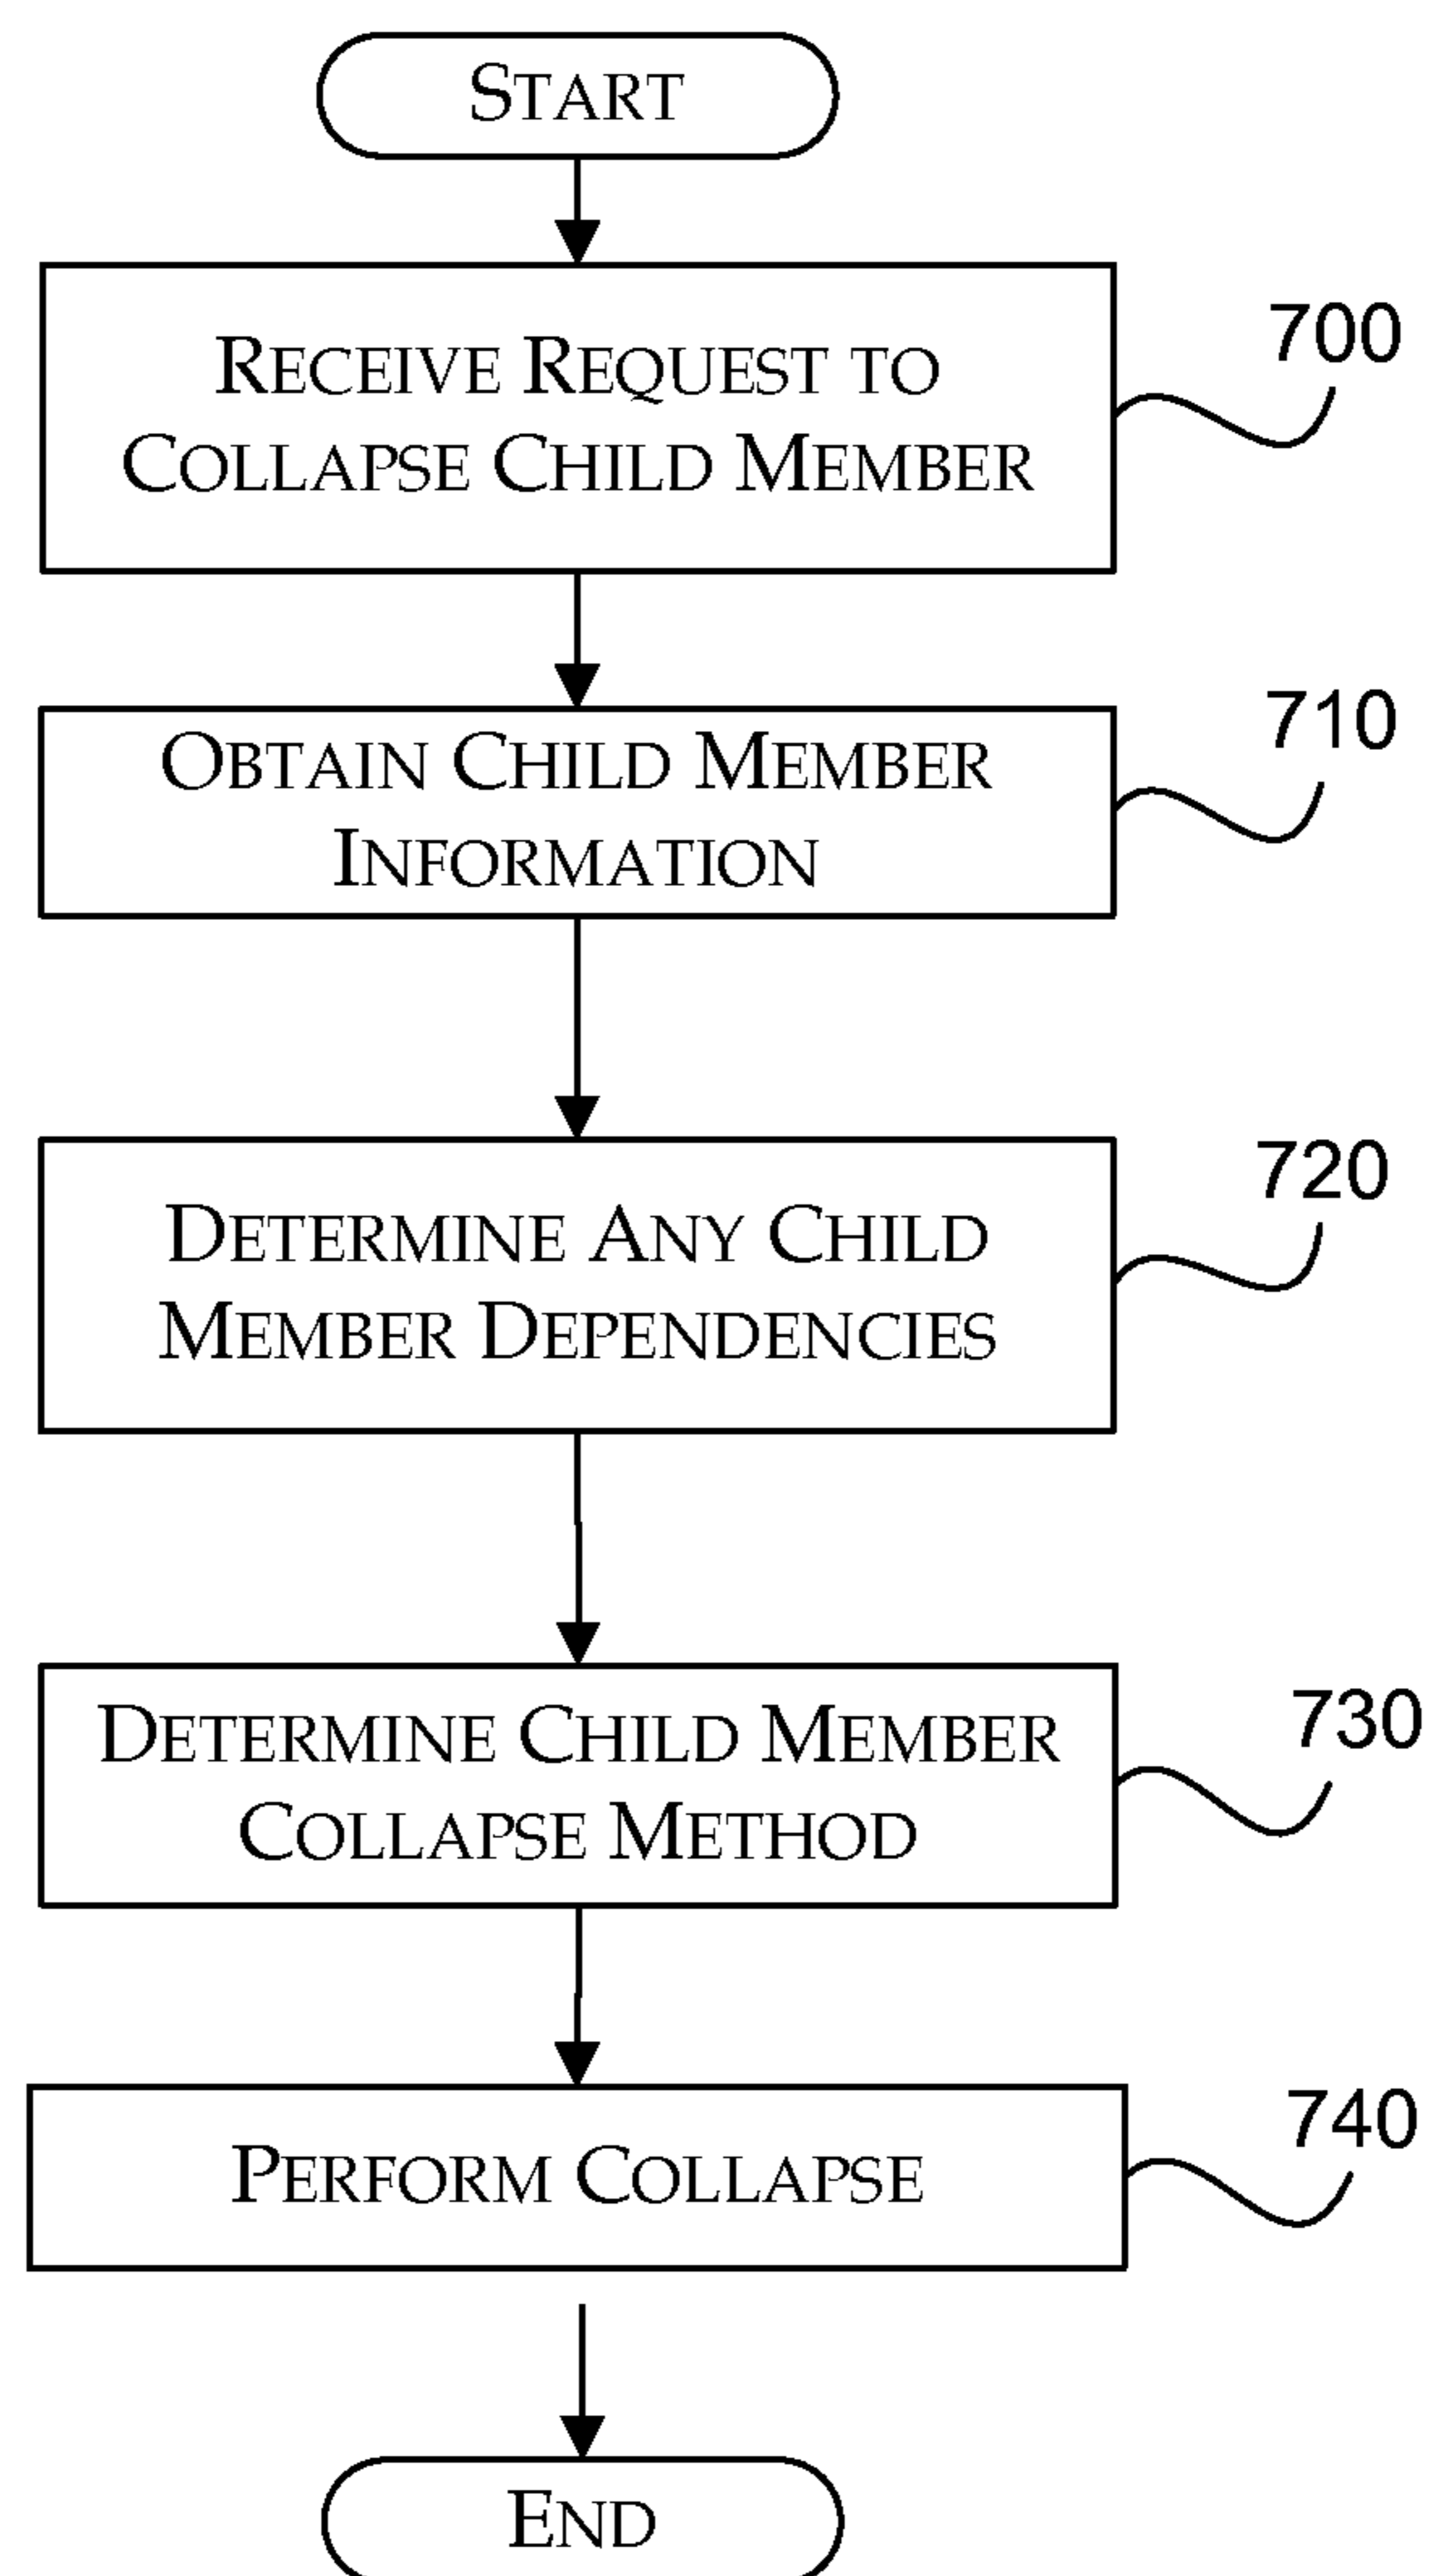 START
RECEIVE REQUEST TO
COLLAPSE CHILD MEMBER
700
OBTAIN CHILD MEMBER
INFORMATION
710
DETERMINE ANY CHILD
MEMBER DEPENDENCIES
720
DETERMINE CHILD MEMBER
COLLAPSE METHOD
730
PERFORM COLLAPSE
740
END